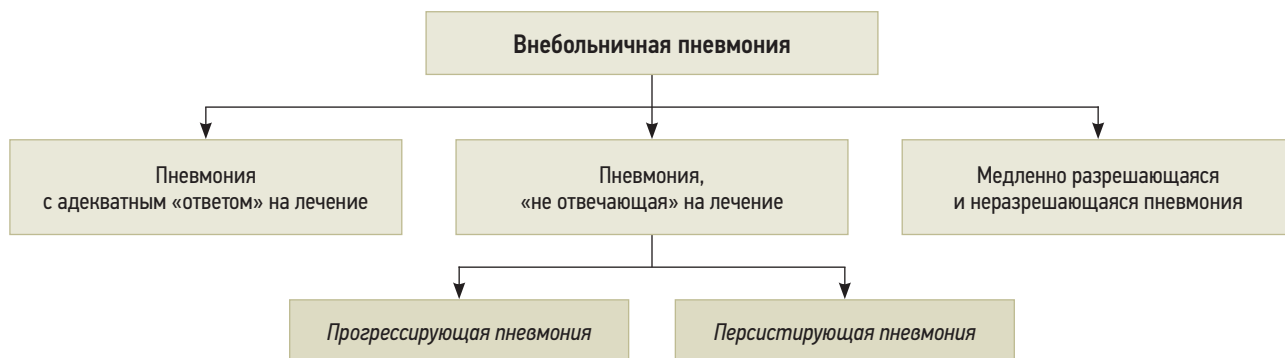 Внебольничная пневмония
Пневмония
с адекватным «ответом» на лечение
Пневмония,
«не отвечающая» на лечение
Медленно разрешающаяся
и неразрешающаяся пневмония
Прогрессирующая пневмония
Персистирующая пневмония